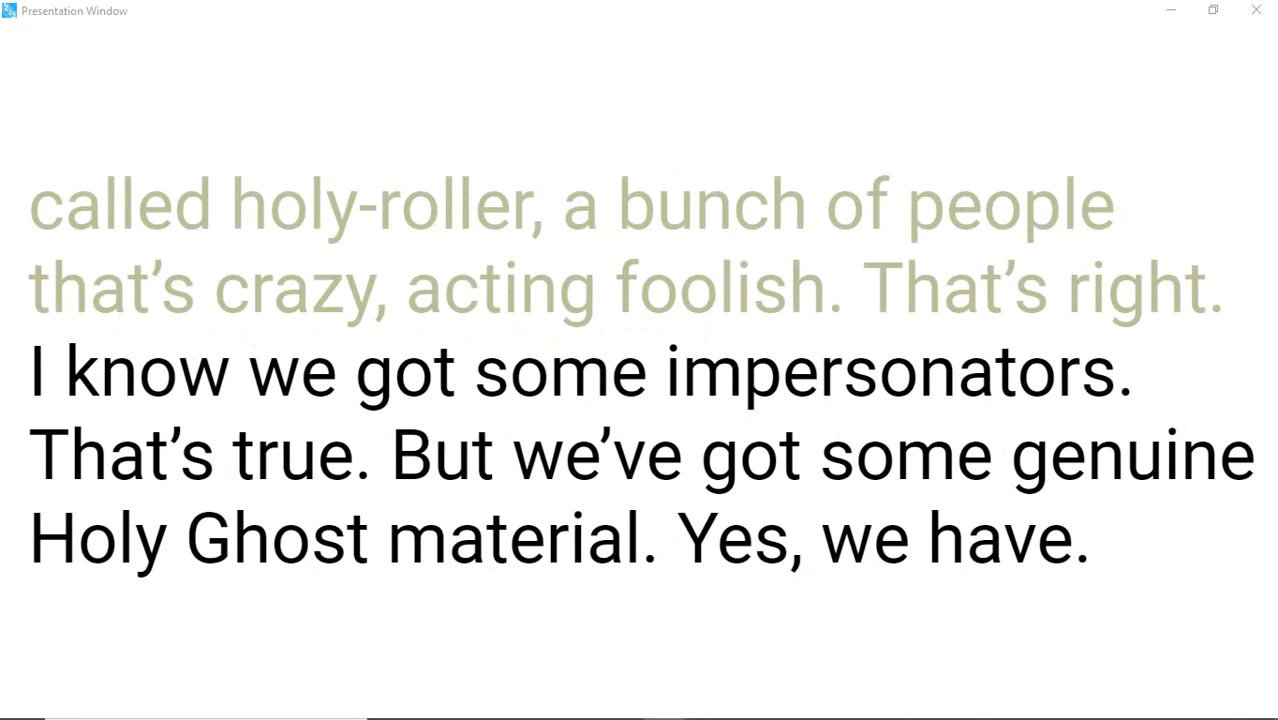 Presentation Window
called holy-roller, a bunch of people
that’s crazy, acting foolish. That’s right.
I know we got some impersonators.
That’s true. But we’ve got some genuine
Holy Ghost material. Yes, we have.